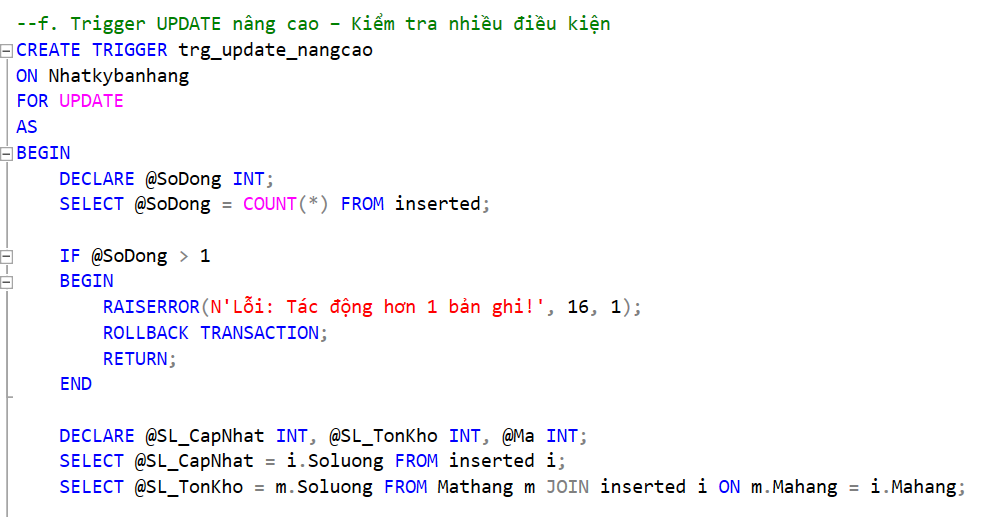 --f. Trigger UPDATE nâng cao – Kiểm tra nhiều điều kiện
CREATE TRIGGER trg_update_nangcao
ON Nhatkybanhang
FOR UPDATE
AS
BEGIN
    DECLARE @SoDong INT;
    SELECT @SoDong = COUNT(*) FROM inserted;
    IF @SoDong > 1
    BEGIN
        RAISERROR(N'Lỗi: Tác động hơn 1 bản ghi!', 16, 1);
        ROLLBACK TRANSACTION;
        RETURN;
    END
    DECLARE @SL_CapNhat INT, @SL_TonKho INT, @Ma INT;
    SELECT @SL_CapNhat = i.Soluong FROM inserted i;
    SELECT @SL_TonKho = m.Soluong FROM Mathang m JOIN inserted i ON m.Mahang = i.Mahang;